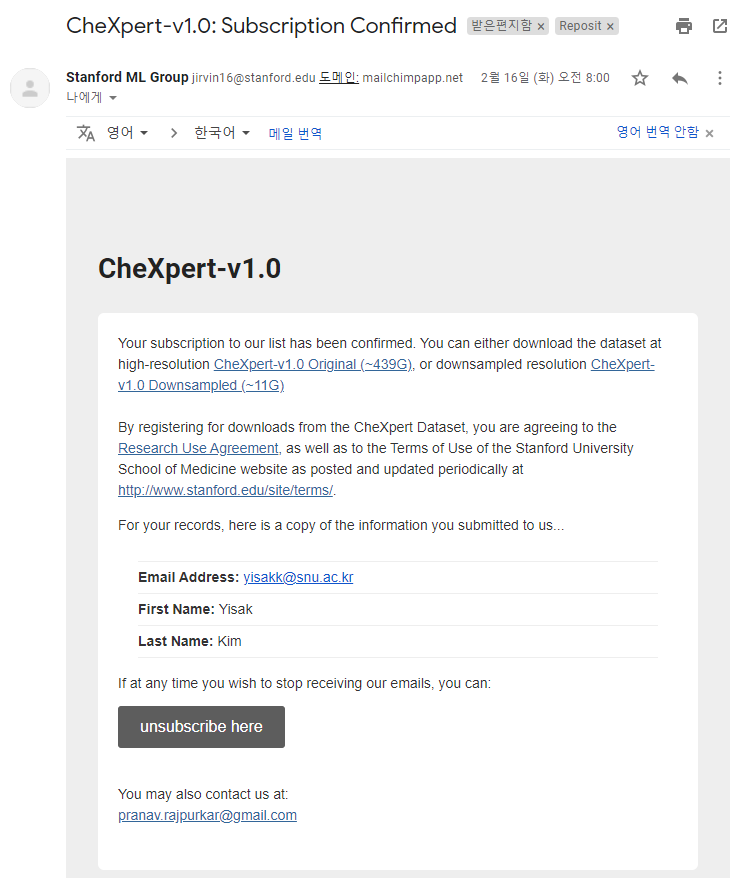 CheXpert-v1.0: Subscription Confirmed 받은편지함 × Reposit ×
Stanford ML Group jirvin16@stanford.edu 도메인: mailchimpapp.net 2월 16일 (화) 오전 8:00
나에게
영어 한국어 메일 번역 영어 번역 안함 ×
CheXpert-v1.0
Your subscription to our list has been confirmed. You can either download the dataset at
high-resolution CheXpert-v1.0 Original (~439G), or downsampled resolution CheXpert-
v1.0 Downsampled (~11G)
By registering for downloads from the CheXpert Dataset, you are agreeing to the
Research Use Agreement, as well as to the Terms of Use of the Stanford University
School of Medicine website as posted and updated periodically at
http://www.stanford.edu/site/terms/.
For your records, here is a copy of the information you submitted to us...
Email Address: yisakk@snu.ac.kr
First Name: Yisak
Last Name: Kim
If at any time you wish to stop receiving our emails, you can:
unsubscribe here
You may also contact us at:
pranav.rajpurkar@gmail.com